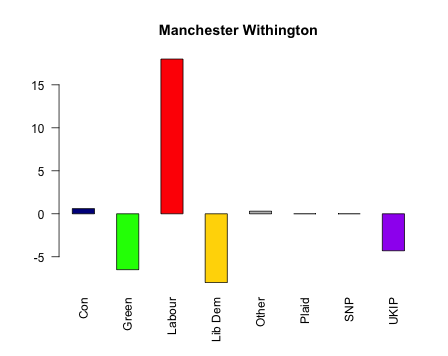 Manchester Withington
15
10
5
0
-5
Con
Green
Labour
Lib Dem
Other
Plaid
SNP
UKIP